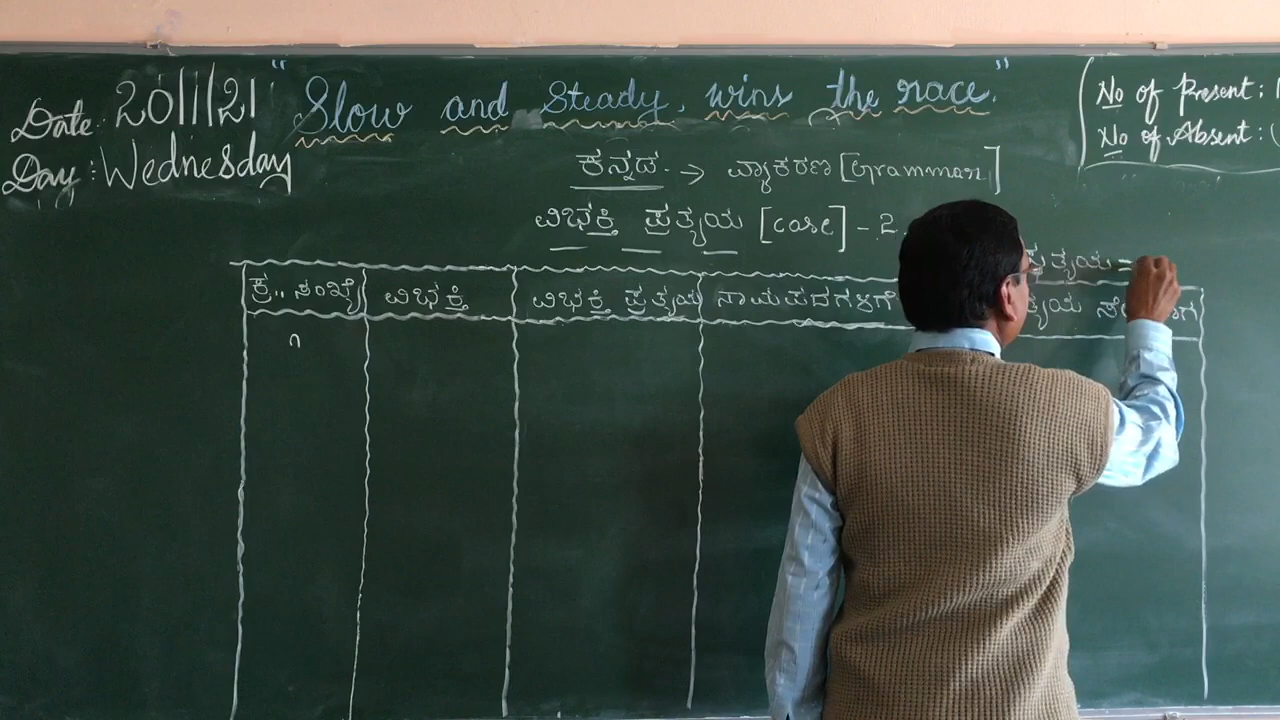 Date: 20/1/21
Day: Wednesday
"Slow and Steady, wins the race."
No of Present:
No of Absent:
ಕನ್ನಡ. → ವ್ಯಾಕರಣ [Grammar]
ವಿಭಕ್ತಿ ಪ್ರತ್ಯಯ [case] - 2.
ಪ್ರತ್ಯಯ =
ಕ್ರ.. ಸಂಖ್ಯೆ ವಿಭಕ್ತಿ ವಿಭಕ್ತಿ ಪ್ರತ್ಯಯ ನಾಮಪದಗಳಿಗೆ
೧